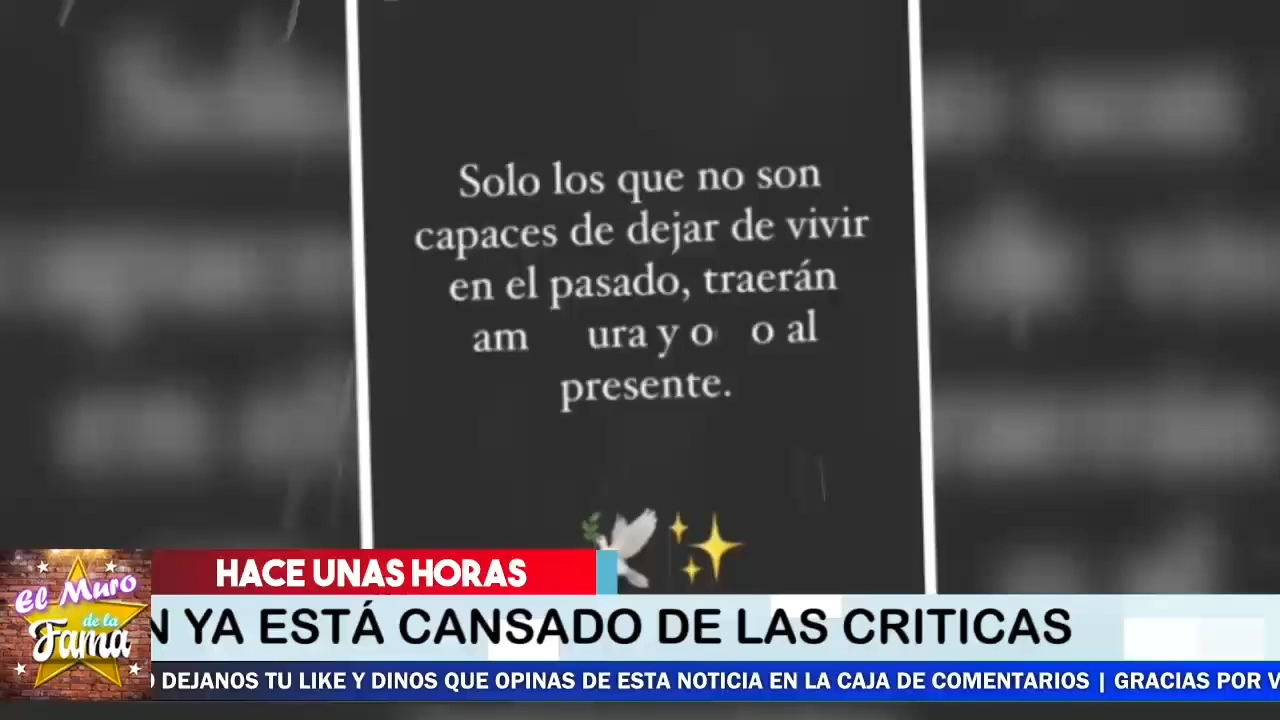 Solo los que no son
capaces de dejar de vivir
en el pasado, traerán
am ura y o o al
presente.
HACE UNAS HORAS
El Muro
de la
Fama
N YA ESTÁ CANSADO DE LAS CRITICAS
O DEJANOS TU LIKE Y DINOS QUE OPINAS DE ESTA NOTICIA EN LA CAJA DE COMENTARIOS | GRACIAS POR V